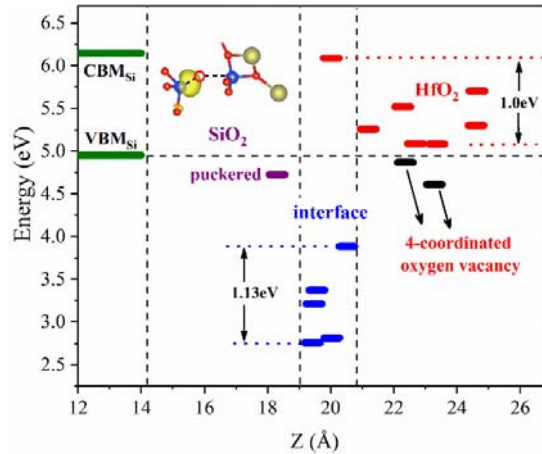 Energy (eV)
6.5
6.0
5.5
5.0
4.5
4.0
3.5
3.0
2.5
CBMSi
VBMSi
SiO2
puckered
interface
1.13eV
HfO2
1.0eV
4-coordinated
oxygen vacancy
12
14
16
18
20
22
24
26
Z (Å)